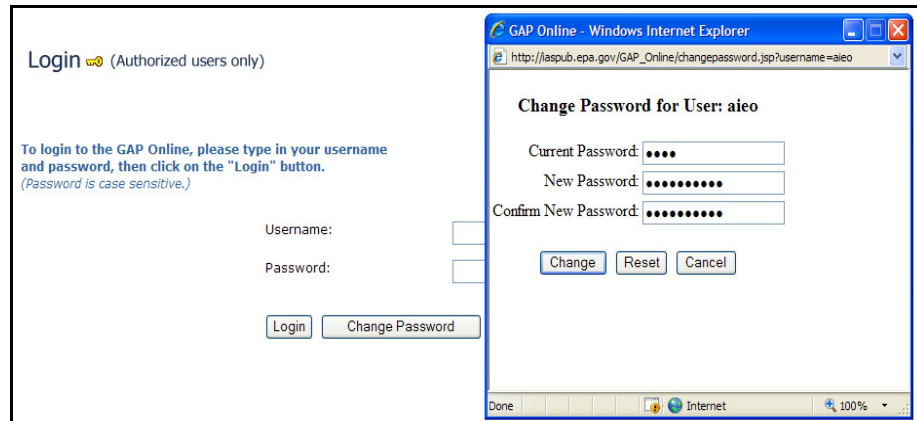 Login (Authorized users only)
To login to the GAP Online, please type in your username
and password, then click on the "Login" button.
(Password is case sensitive.)
Username:
Password:
Login Change Password
GAP Online - Windows Internet Explorer
http://iaspub.epa.gov/GAP_Online/changepassword.jsp?username=aieo
Change Password for User: aieo
Current Password: ••••
New Password: ••••••••••
Confirm New Password: ••••••••••
Change Reset Cancel
Done Internet 100%